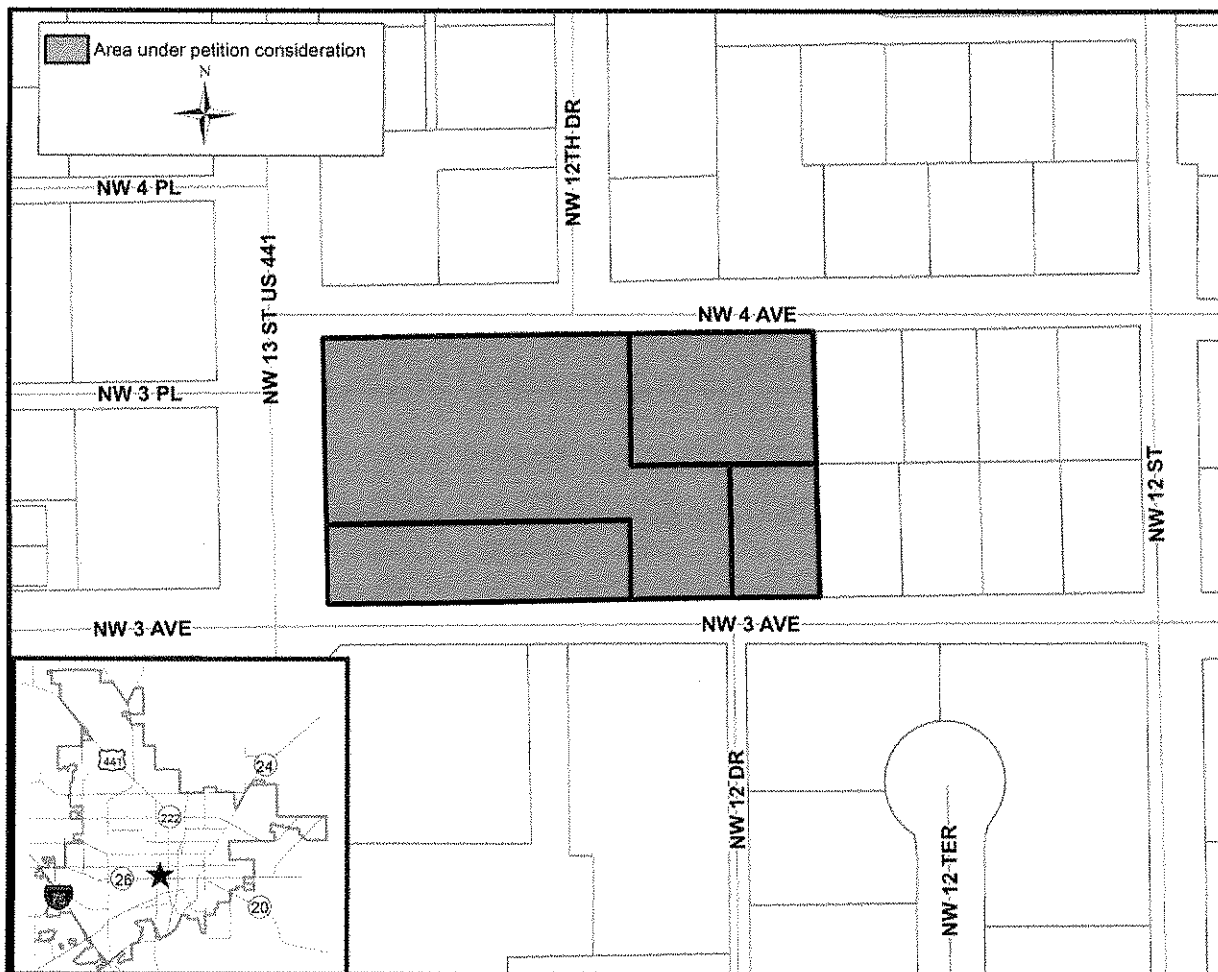 Area under petition consideration
N
NW 4 PL
NW 12TH DR
NW 13 ST US 441
NW 4 AVE
NW 3 PL
NW 12 ST
NW 3 AVE
NW 3 AVE
441
24
222
26
20
NW 12 DR
NW 12 TER